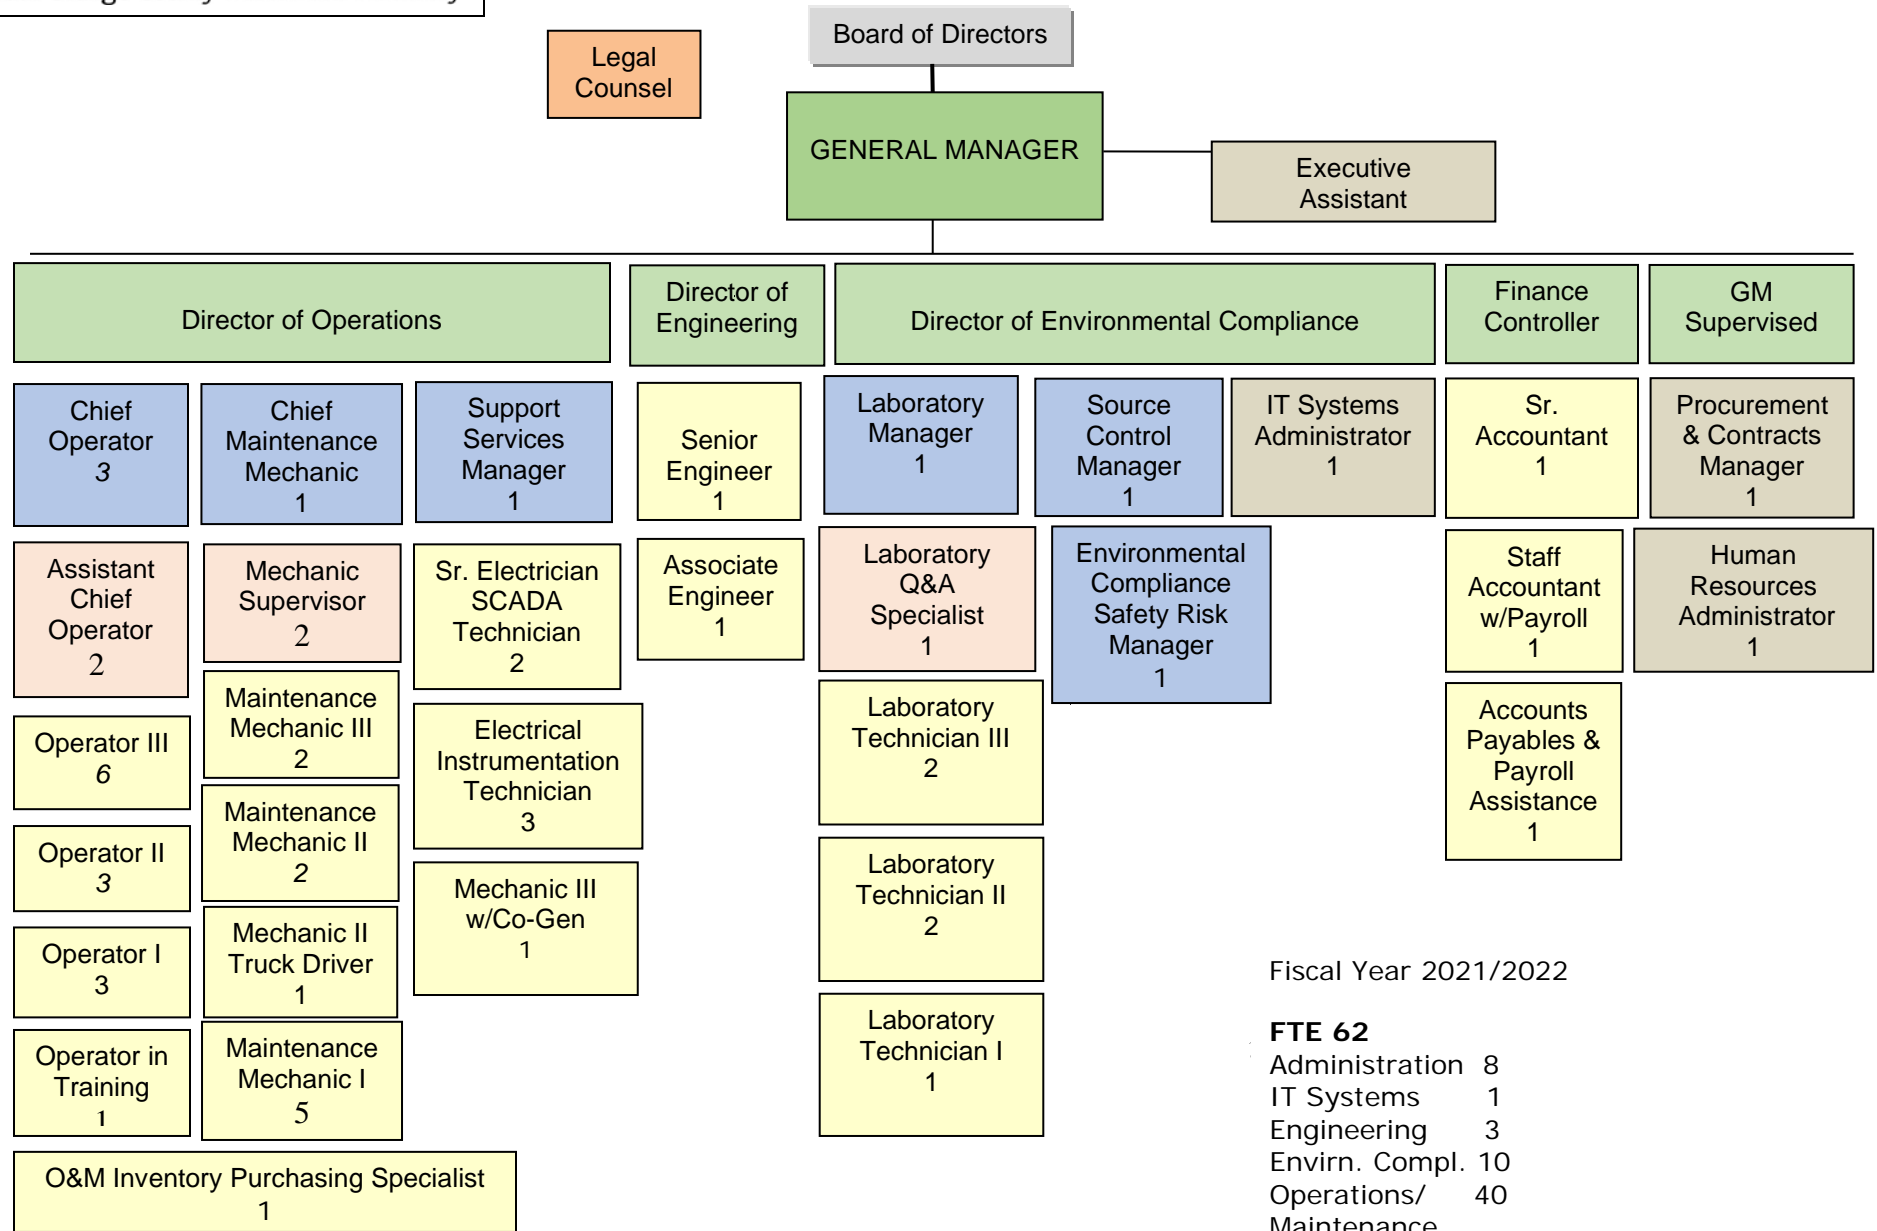 Board of Directors
Legal
Counsel
GENERAL MANAGER
Executive
Assistant
Director of Operations
Director of
Engineering
Director of Environmental Compliance
Finance
Controller
GM
Supervised
Chief
Operator
3
Chief
Maintenance
Mechanic
1
Support
Services
Manager
1
Senior
Engineer
1
Laboratory
Manager
1
Source
Control
Manager
1
IT Systems
Administrator
1
Sr.
Accountant
1
Procurement
& Contracts
Manager
1
Assistant
Chief
Operator
2
Mechanic
Supervisor
2
Sr. Electrician
SCADA
Technician
2
Associate
Engineer
1
Laboratory
Q&A
Specialist
1
Environmental
Compliance
Safety Risk
Manager
1
Staff
Accountant
w/Payroll
1
Human
Resources
Administrator
1
Operator III
6
Maintenance
Mechanic III
2
Electrical
Instrumentation
Technician
3
Laboratory
Technician III
2
Accounts
Payables &
Payroll
Assistance
1
Operator II
3
Maintenance
Mechanic II
2
Mechanic III
w/Co-Gen
1
Laboratory
Technician II
2
Operator I
3
Mechanic II
Truck Driver
1
Laboratory
Technician I
1
Operator in
Training
1
Maintenance
Mechanic I
5
O&M Inventory Purchasing Specialist
1
Fiscal Year 2021/2022
FTE 62
Administration 8
IT Systems 1
Engineering 3
Envirn. Compl. 10
Operations/ 40
Maintenance